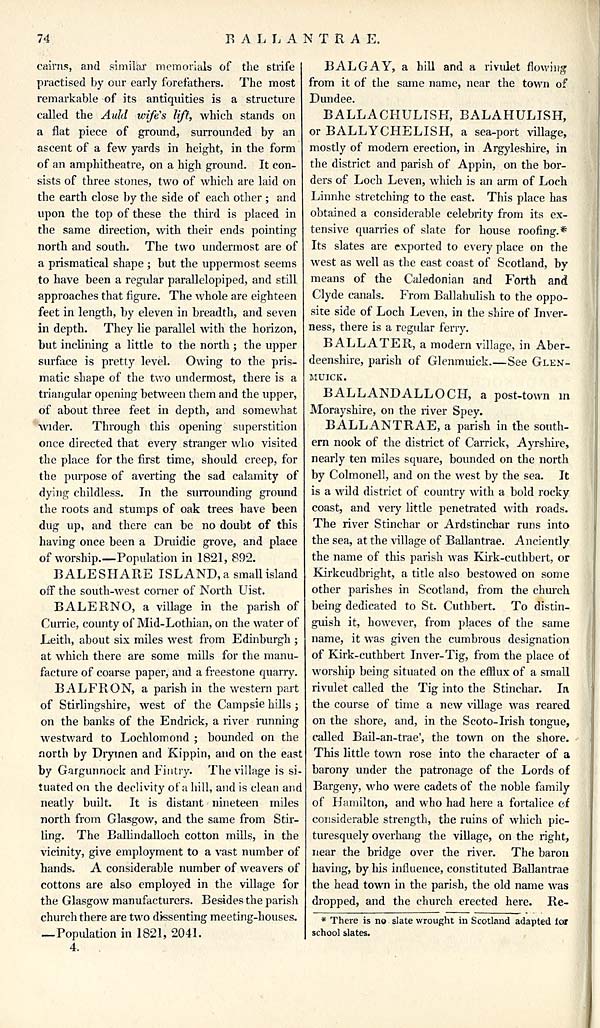 74
BALLANTRAE.
cairns, and similar memorials of the strife
practised by our early forefathers. The most
remarkable of its antiquities is a structure
called the Auld wife's lift, which stands on
a flat piece of ground, surrounded by an
ascent of a few yards in height, in the form
of an amphitheatre, on a high ground. It con-
sists of three stones, two of which are laid on
the earth close by the side of each other ; and
upon the top of these the third is placed in
the same direction, with their ends pointing
north and south. The two undermost are of
a prismatical shape ; but the uppermost seems
to have been a regular parallelopiped, and still
approaches that figure. The whole are eighteen
feet in length, by eleven in breadth, and seven
in depth. They lie parallel with the horizon,
but inclining a little to the north ; the upper
surface is pretty level. Owing to the pris-
matic shape of the two undermost, there is a
triangular opening between them and the upper,
of about three feet in depth, and somewhat
wider. Through this opening superstition
once directed that every stranger who visited
the place for the first time, should creep, for
the purpose of averting the sad calamity of
dying childless. In the surrounding ground
the roots and stumps of oak trees have been
dug up, and there can be no doubt of this
having once been a Druidic grove, and place
of worship.—Population in 1821, 892.
BALESHARE ISLAND, a small island
off the south-west corner of North Uist.
BALERNO, a village in the parish of
Currie, county of Mid-Lothian, on the water of
Leith, about six miles west from Edinburgh ;
at which there are some mills for the manu-
facture of coarse paper, and a freestone quarry.
BALFRON, a parish in the western part
of Stirlingshire, west of the Campsie hills ;
on the banks of the Endrick, a river running
westward to Lochlomond ; bounded on the
north by Drymen and Kippin, and on the east
by Gargunnock and Fintry. The village is si-
tuated on the declivity of a hill, and is clean and
neatly built. It is distant nineteen miles
north from Glasgow, and the same from Stir-
ling. The Ballindalloch cotton mills, in the
vicinity, give employment to a vast number of
hands. A considerable number of weavers of
cottons are also employed in the village for
the Glasgow manufacturers. Besides the parish
church there are two dissenting meeting-houses.
—Population in 1821, 2041.
4.
BALGAY, a hill and a rivulet flowing
from it of the same name, near the town of
Dundee.
BALLACHULISH, BALAHULISH,
or BALLYCHELISH, a sea-port village,
mostly of modern erection, in Argyleshire, in
the district and parish of Appin, on the bor-
ders of Loch Leven, which is an arm of Loch
Linnhe stretching to the east. This place has
obtained a considerable celebrity from its ex-
tensive quarries of slate for house roofing.*
Its slates are exported to every place on the
west as well as the east coast of Scotland, by
means of the Caledonian and Forth and
Clyde canals. From Ballahulish to the oppo-
site side of Loch Leven, in the shire of Inver-
ness, there is a regular ferry.
BALLATER, a modern village, in Aber-
deenshire, parish of Glenmuick.—See GLEN-
MUICK.
BALLANDALLOCH, a post-town in
Morayshire, on the river Spey.
BALLANTRAE, a parish in the south-
ern nook of the district of Carrick, Ayrshire,
nearly ten miles square, bounded on the north
by Colmonell, and on the west by the sea. It
is a wild district of country with a bold rocky
coast, and very little penetrated with roads.
The river Stinchar or Ardstinchar runs into
the sea, at the village of Ballantrae. Anciently
the name of this parish was Kirk-cuthbert, or
Kirkcudbright, a title also bestowed on some
other parishes in Scotland, from the church
being dedicated to St. Cuthbert. To distin-
guish it, however, from places of the same
name, it was given the cumbrous designation
of Kirk-cuthbert Inver-Tig, from the place of
worship being situated on the efflux of a small
rivulet called the Tig into the Stinchar. In
the course of time a new village was reared
on the shore, and, in the Scoto-Irish tongue,
called Bail-an-trae', the town on the shore.
This little town rose into the character of a
barony under the patronage of the Lords of
Bargeny, who were cadets of the noble family
of Hamilton, and who had here a fortalice of
considerable strength, the ruins of which pic-
turesquely overhang the village, on the right,
near the bridge over the river. The baron
having, by his influence, constituted Ballantrae
the head town in the parish, the old name was
dropped, and the church erected here. Re-
* There is no slate wrought in Scotland adapted for
school slates.